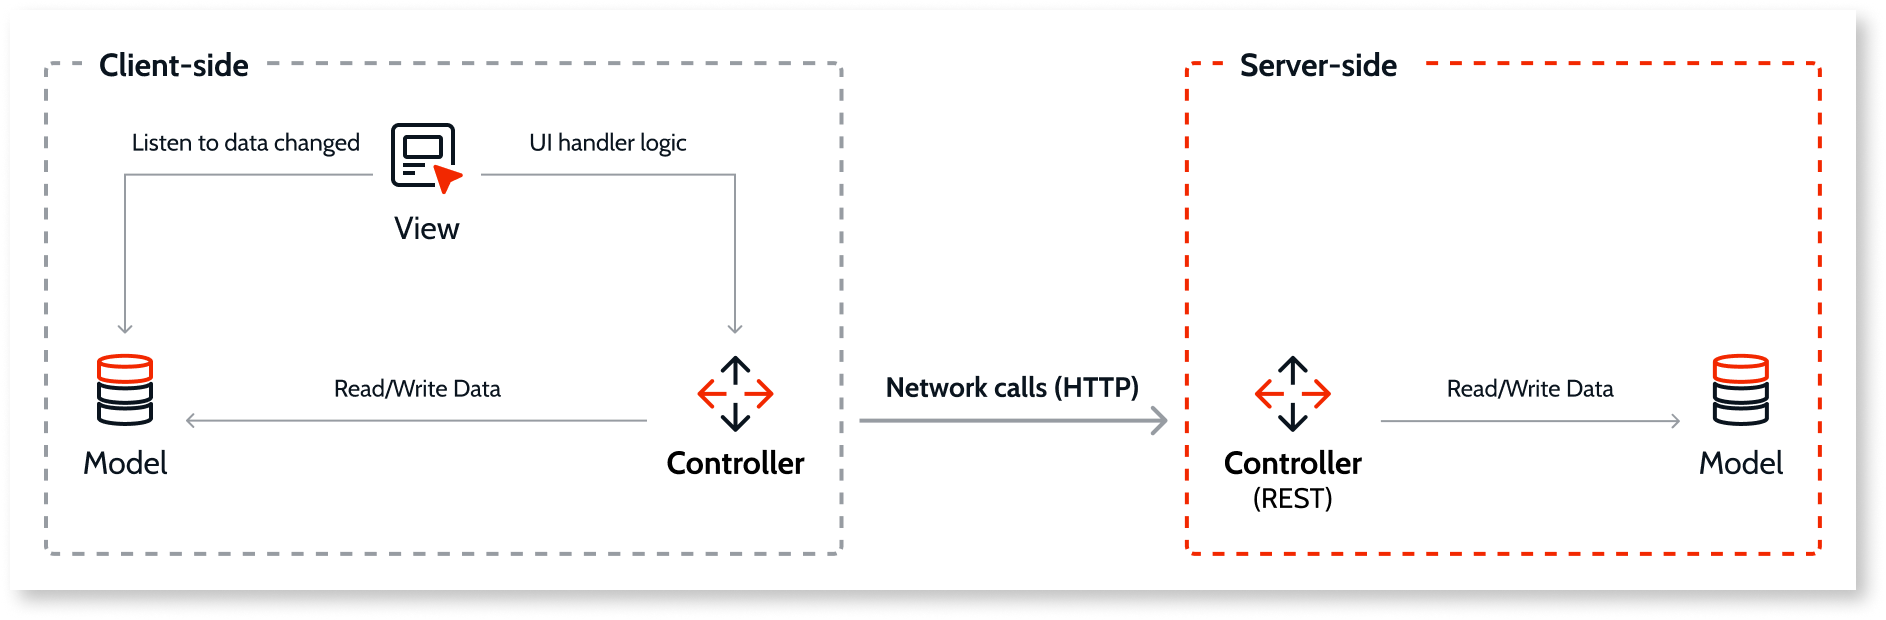 Client-side
Server-side
Listen to data changed
UI handler logic
View
Read/Write Data
Network calls (HTTP)
Read/Write Data
Model
Controller
Controller
(REST)
Model